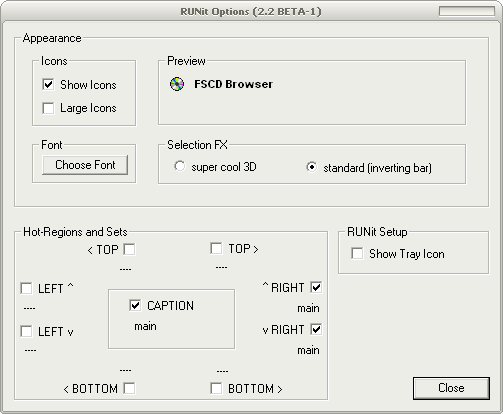 RUNit Options (2.2 BETA-1)
Appearance
Icons
Show Icons
Large Icons
Preview
FSCD Browser
Font
Choose Font
Selection FX
super cool 3D
standard (inverting bar)
Hot-Regions and Sets
< TOP
----
TOP >
----
LEFT ^
----
LEFT v
----
CAPTION
main
^ RIGHT
main
v RIGHT
main
----
< BOTTOM
----
BOTTOM >
RUNit Setup
Show Tray Icon
Close